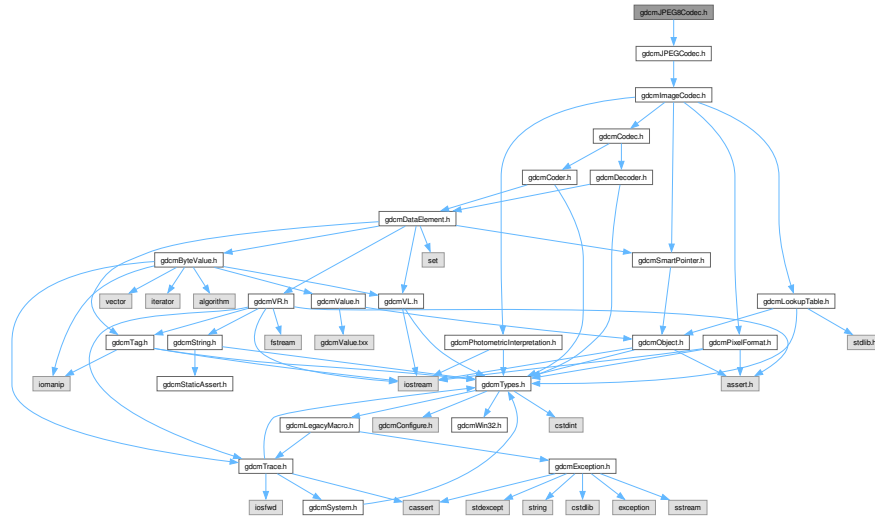 gdcmJPEG8Codec.h
gdcmJPEGCodec.h
gdcmImageCodec.h
gdcmCodec.h
gdcmCoder.h
gdcmDecoder.h
gdcmDataElement.h
gdcmByteValue.h
set
gdcmSmartPointer.h
vector
iterator
algorithm
gdcmVR.h
gdcmValue.h
gdcmVL.h
gdcmLookupTable.h
gdcmTag.h
gdcmString.h
fstream
gdcmValue.txx
gdcmPhotometricInterpretation.h
gdcmObject.h
gdcmPixelFormat.h
stdlib.h
iomanip
gdcmStaticAssert.h
iostream
gdcmTypes.h
assert.h
gdcmLegacyMacro.h
gdcmConfigure.h
gdcmWin32.h
cstdint
gdcmTrace.h
gdcmException.h
iosfwd
gdcmSystem.h
cassert
stdexcept
string
cstdlib
exception
sstream